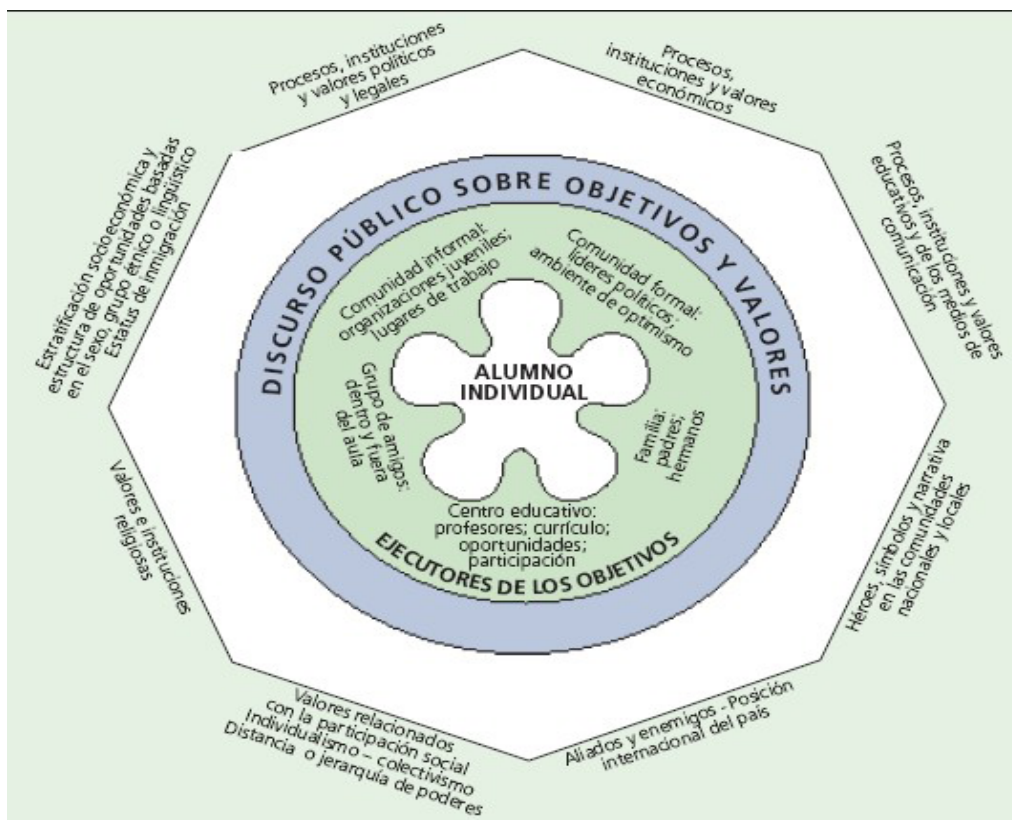 Procesos, instituciones
y valores políticos
y legales
Procesos,
instituciones y valores
económicos
Procesos, instituciones y valores
educativos y de los medios de
comunicación
Héroes, símbolos y narrativa
en las comunidades
nacionales y locales
Aliados y enemigos - Posición
internacional del país
Valores relacionados
con la participación social
Individualismo – colectivismo
Distancia o jerarquía de poderes
Valores e instituciones
religiosas
Estratificación socioeconómica y
estructura de oportunidades basadas
en el sexo, grupo étnico o lingüístico
Estatus de inmigración
DISCURSO PÚBLICO SOBRE OBJETIVOS Y VALORES
Comunidad informal:
organizaciones juveniles;
lugares de trabajo
Comunidad formal:
líderes políticos;
ambiente de optimismo
Familia:
padres;
hermanos
Centro educativo:
profesores; currículo;
oportunidades;
participación
Grupo de amigos:
dentro y fuera
del aula
ALUMNO
INDIVIDUAL
EJECUTORES DE LOS OBJETIVOS